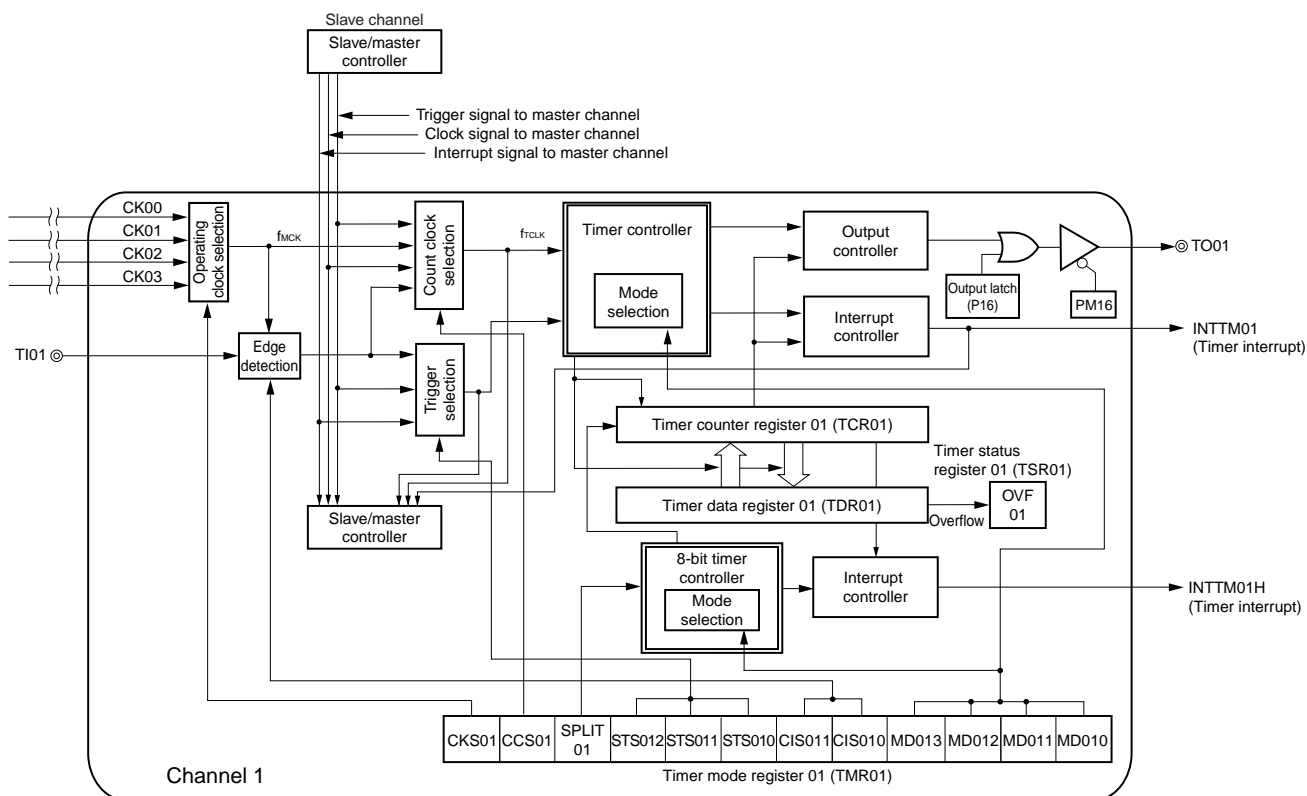 Slave channel
Slave/master
controller
Trigger signal to master channel
Clock signal to master channel
Interrupt signal to master channel
CK00
CK01
CK02
CK03
Operating
clock selection
fMCK
Count clock
selection
fTCLK
Timer controller
Mode
selection
Output
controller
Output latch
(P16)
PM16
TO01
Interrupt
controller
INTTM01
(Timer interrupt)
TI01
Edge
detection
Trigger
selection
Timer counter register 01 (TCR01)
Timer status
register 01 (TSR01)
Slave/master
controller
Timer data register 01 (TDR01)
Overflow
OVF
01
8-bit timer
controller
Mode
selection
Interrupt
controller
INTTM01H
(Timer interrupt)
CKS01 CCS01 SPLIT
01 STS012 STS011 STS010 CIS011 CIS010 MD013 MD012 MD011 MD010
Channel 1
Timer mode register 01 (TMR01)